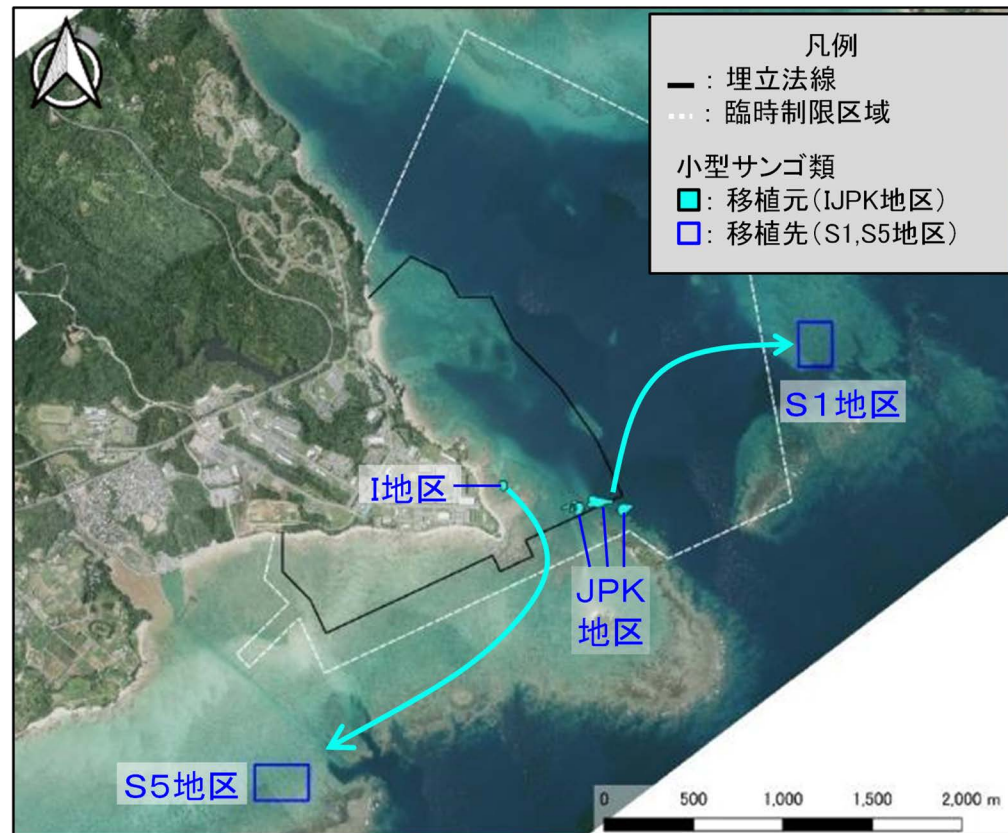 凡例
：埋立法線
：臨時制限区域
小型サンゴ類
：移植元（IJPK地区）
：移植先（S1,S5地区）
S1地区
I地区
JPK
地区
S5地区
0 500 1,000 1,500 2,000 m